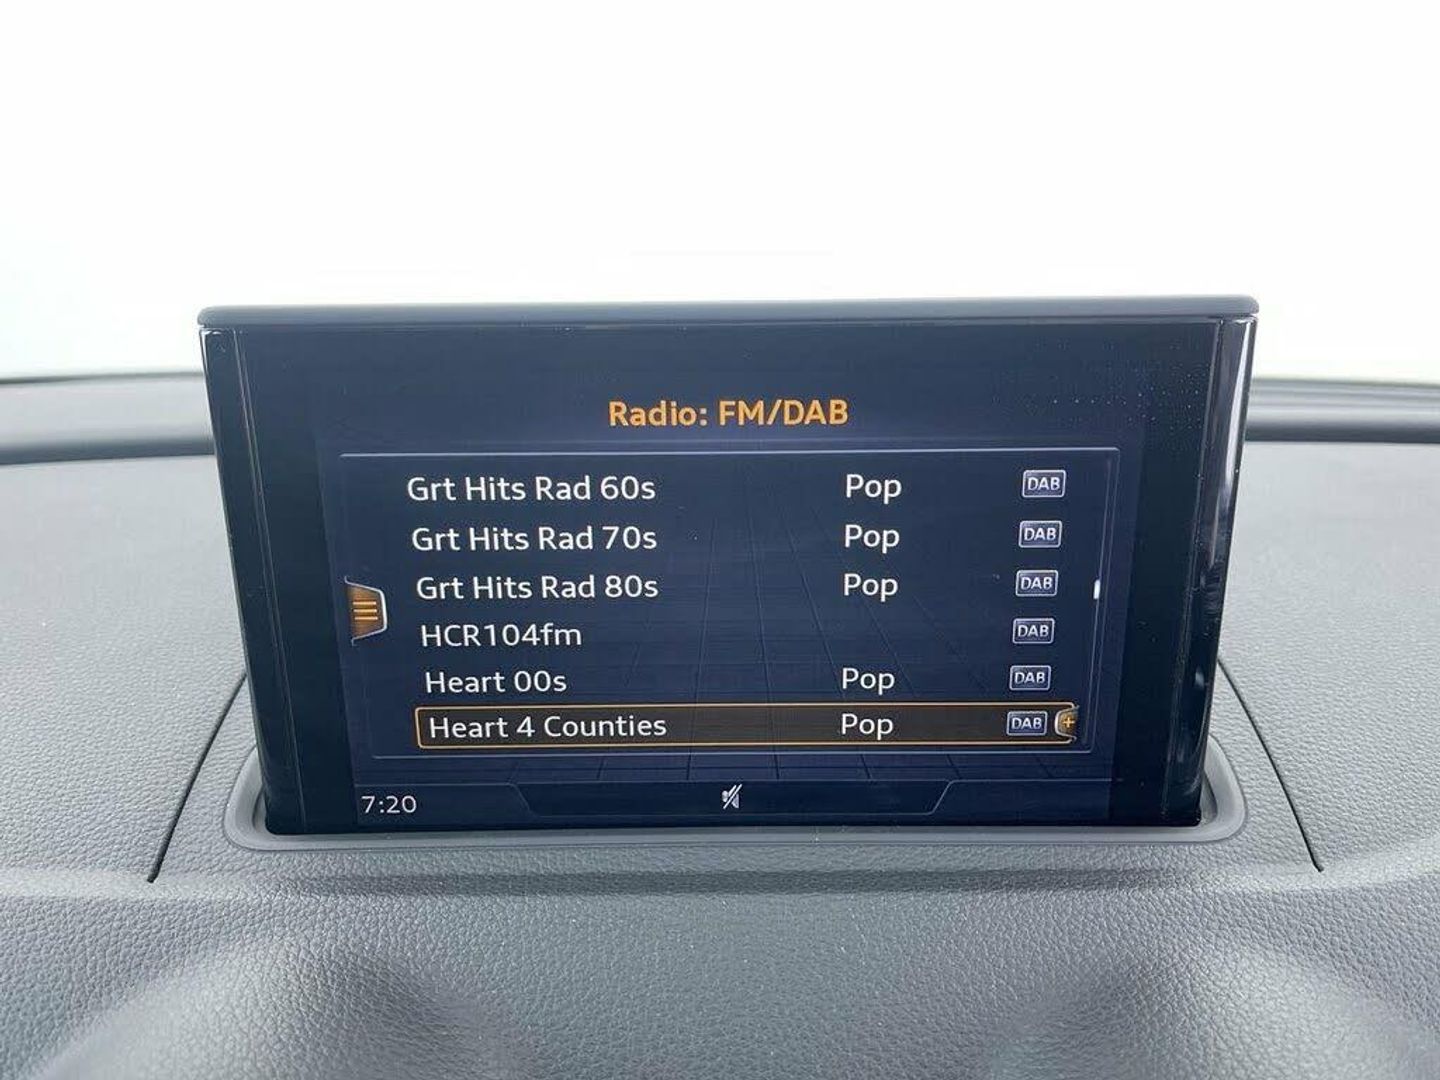 Radio: FM/DAB
Grt Hits Rad 60s Pop DAB
Grt Hits Rad 70s Pop DAB
Grt Hits Rad 80s Pop DAB
HCR104fm DAB
Heart 00s Pop DAB
Heart 4 Counties Pop DAB +
7:20